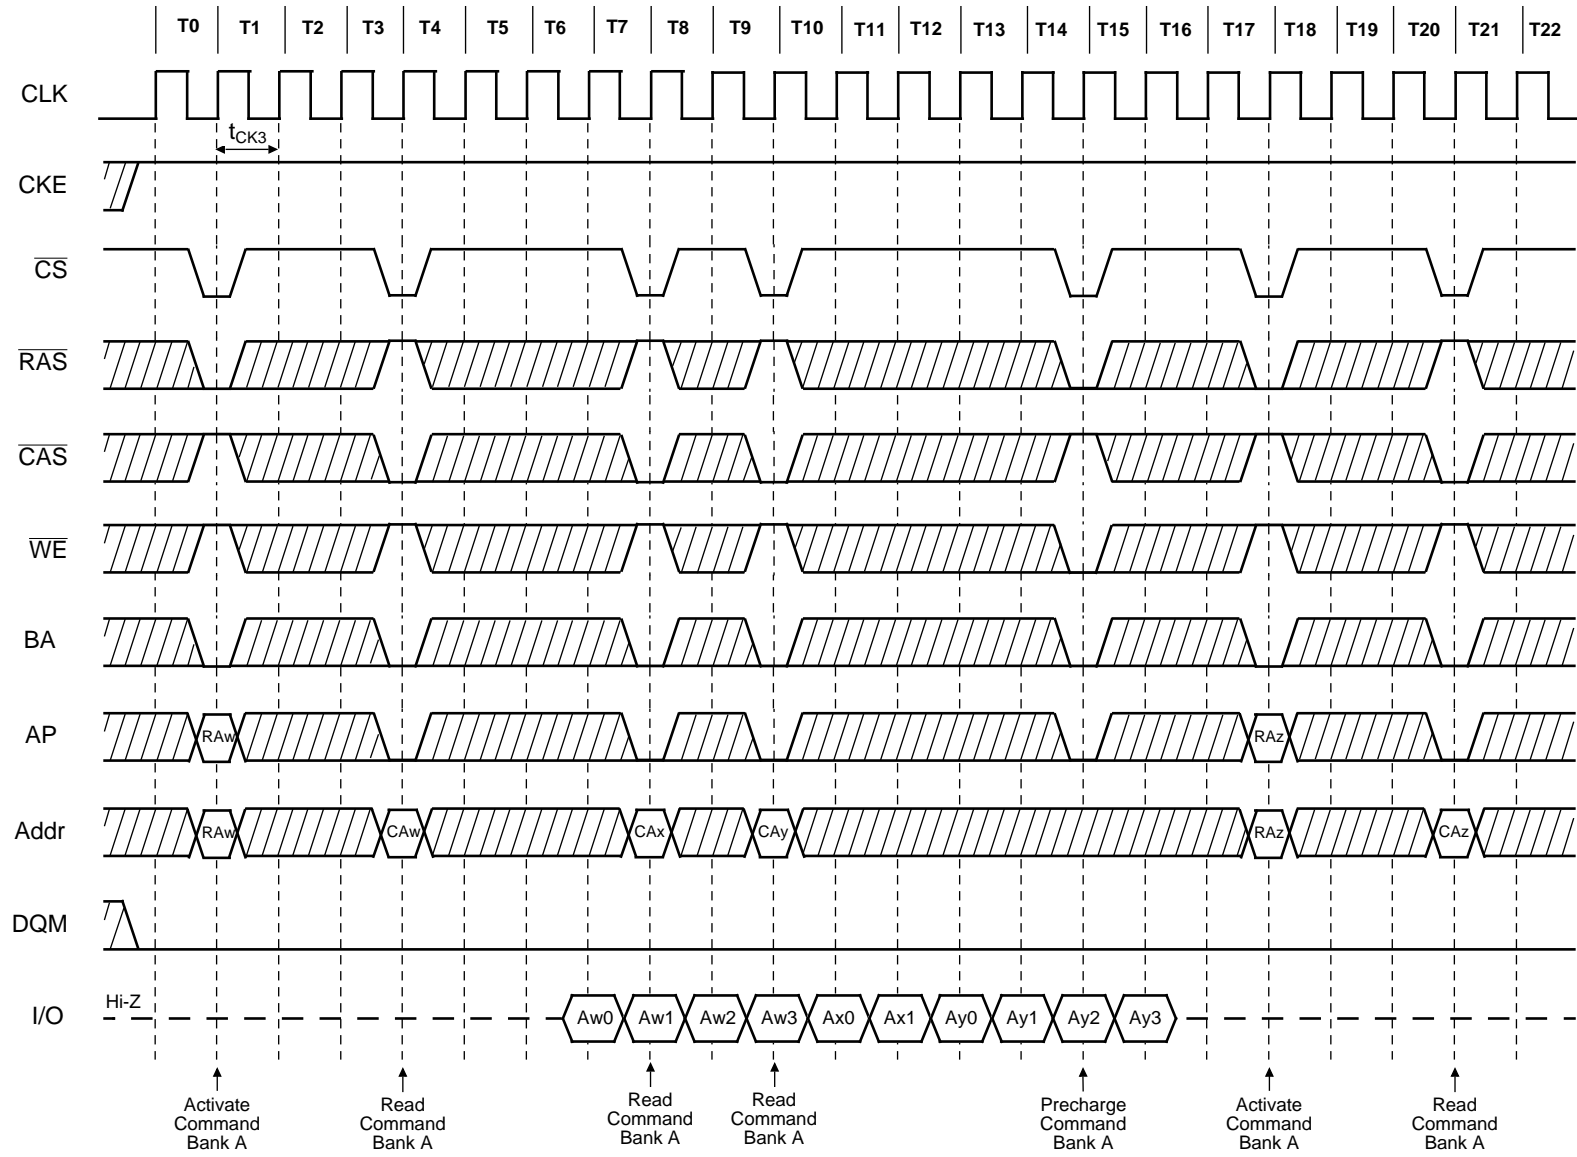 T0 T1 T2 T3 T4 T5 T6 T7 T8 T9 T10 T11 T12 T13 T14 T15 T16 T17 T18 T19 T20 T21 T22
CLK
tCK3
CKE
CS
RAS
CAS
WE
BA
AP RAw RAz
Addr RAw CAw CAx CAy RAz CAz
DQM
I/O Hi-Z Aw0 Aw1 Aw2 Aw3 Ax0 Ax1 Ay0 Ay1 Ay2 Ay3
Activate
Command
Bank A
Read
Command
Bank A
Read
Command
Bank A
Read
Command
Bank A
Precharge
Command
Bank A
Activate
Command
Bank A
Read
Command
Bank A